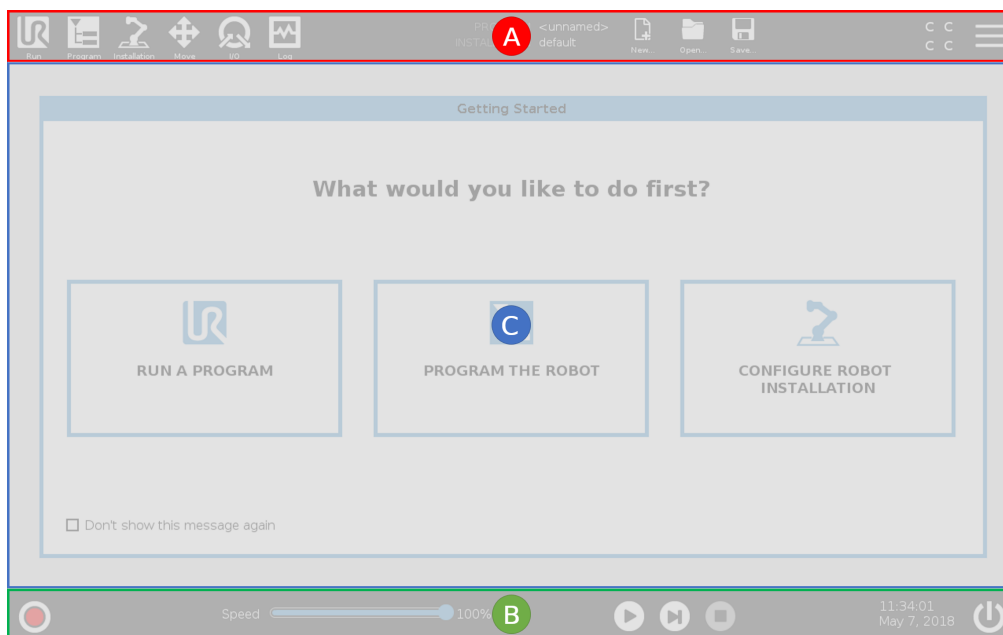 PR
<unnamed>
INSTAL
default
A
C C
C C
Run
Program
Installation
Move
I/O
Log
New...
Open...
Save...
Getting Started
What would you like to do first?
C
RUN A PROGRAM
PROGRAM THE ROBOT
CONFIGURE ROBOT
INSTALLATION
Don't show this message again
Speed
100%
B
11:34:01
May 7, 2018